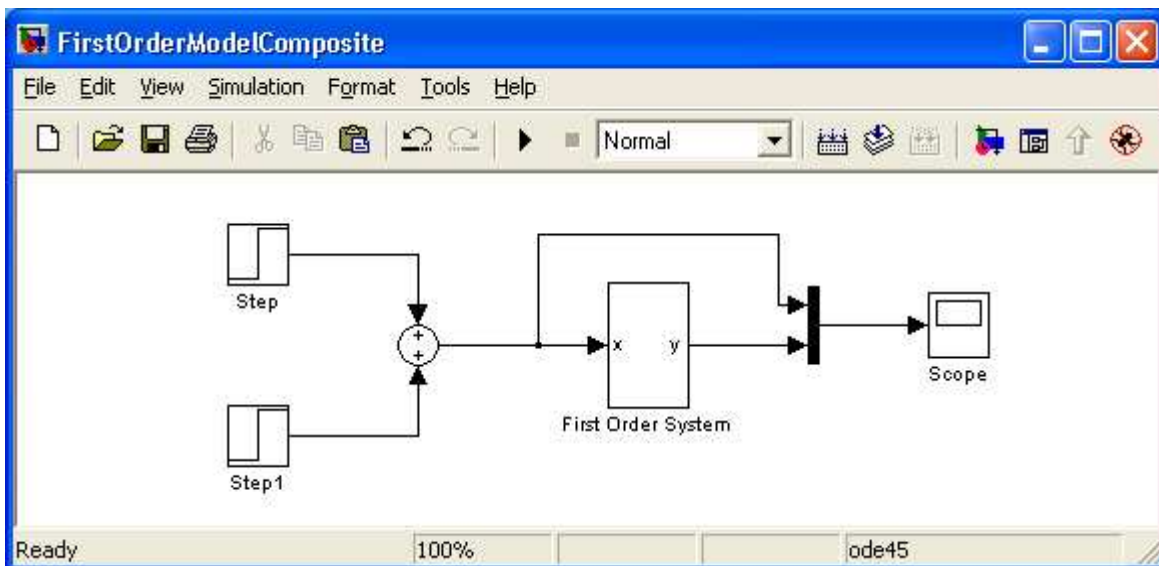 FirstOrderModelComposite
File Edit View Simulation Format Tools Help
Normal
Step
+
+
x y
Scope
First Order System
Step1
Ready 100% ode45